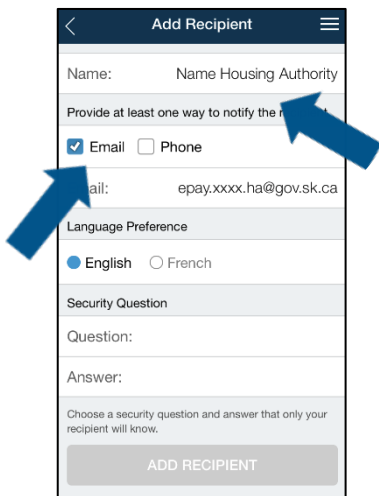 Add Recipient
Name: Name Housing Authority
Provide at least one way to notify the
Email Phone
epay.xxxx.ha@gov.sk.ca
Language Preference
English French
Security Question
Question:
Answer:
Choose a security question and answer that only your
recipient will know.
ADD RECIPIENT